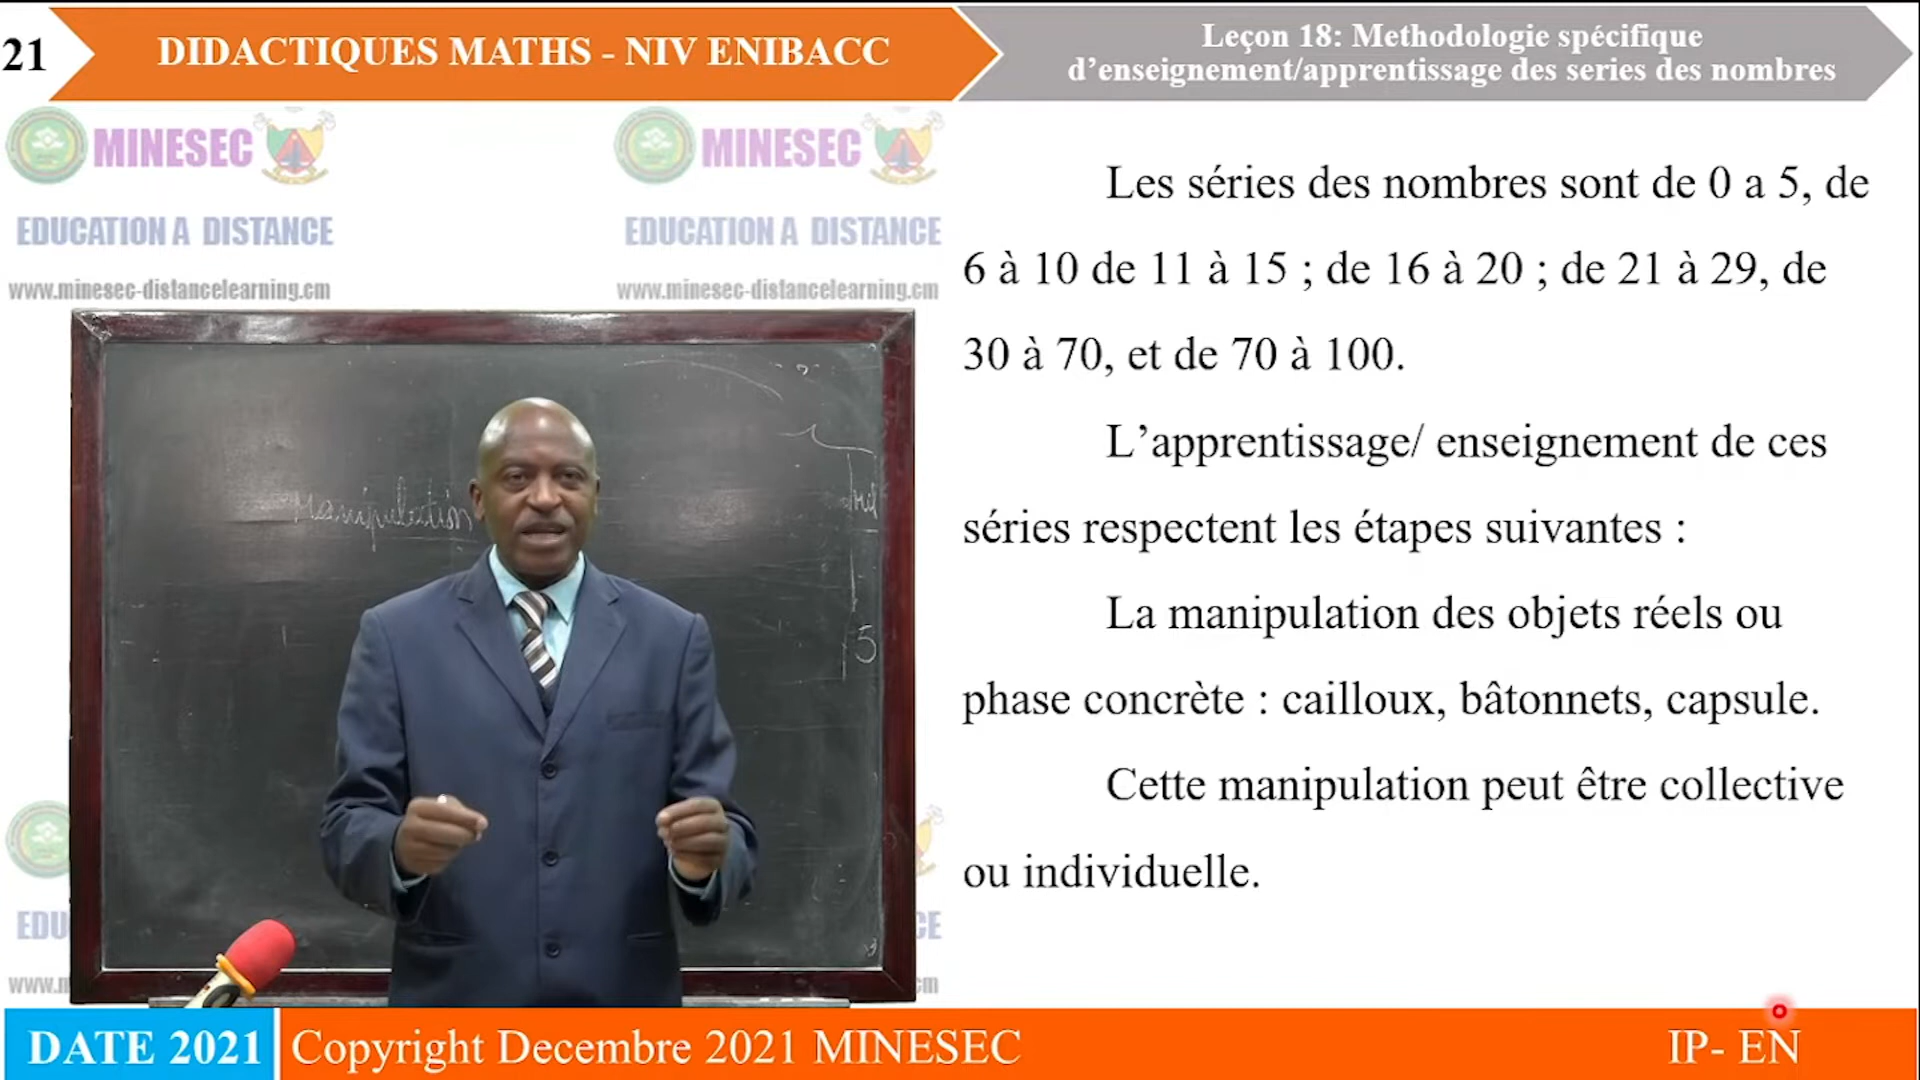 21
DIDACTIQUES MATHS - NIV ENIBACC
Leçon 18: Methodologie spécifique
d’enseignement/apprentissage des series des nombres
MINESEC
MINESEC
EDUCATION A DISTANCE
EDUCATION A DISTANCE
www.minesec-distancelearning.cm
www.minesec-distancelearning.cm
Manipulation
5
Les séries des nombres sont de 0 a 5, de
6 à 10 de 11 à 15 ; de 16 à 20 ; de 21 à 29, de
30 à 70, et de 70 à 100.
L’apprentissage/ enseignement de ces
séries respectent les étapes suivantes :
La manipulation des objets réels ou
phase concrète : cailloux, bâtonnets, capsule.
Cette manipulation peut être collective
ou individuelle.
DATE 2021
Copyright Decembre 2021 MINESEC
IP- EN